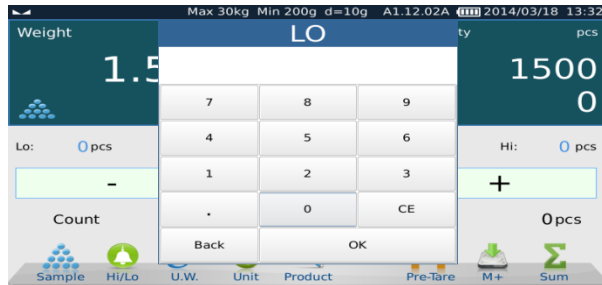 Max 30kg Min 200g d=10g A1.12.02A 2014/03/18 13:32
Weight LO ty pcs
1.5 1500
0
7 8 9
4 5 6
Lo: 0 pcs Hi: 0 pcs
1 2 3
- +
. 0 CE
Count 0 pcs
Back OK
Sample Hi/Lo U.W. Unit Product Pre-Tare M+ Sum